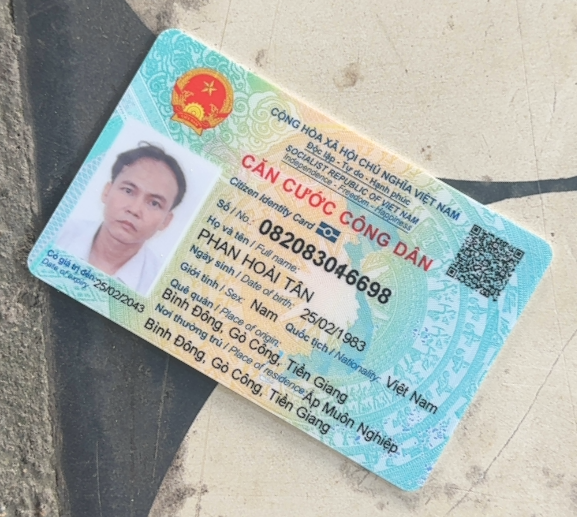 CỘNG HÒA XÃ HỘI CHỦ NGHĨA VIỆT NAM
Độc lập - Tự do - Hạnh phúc
SOCIALIST REPUBLIC OF VIET NAM
Independence - Freedom - Happiness
CĂN CƯỚC CÔNG DÂN
Citizen Identity Card
Số / No.: 082083046698
Họ và tên / Full name:
PHAN HOÀI TÂN
Ngày sinh / Date of birth: 25/02/1983
Giới tính / Sex: Nam Quốc tịch / Nationality: Việt Nam
Quê quán / Place of origin:
Bình Đông, Gò Công, Tiền Giang
Nơi thường trú / Place of residence: Ấp Muôn Nghiệp
Bình Đông, Gò Công, Tiền Giang
Có giá trị đến: 25/02/2043
Date of expiry